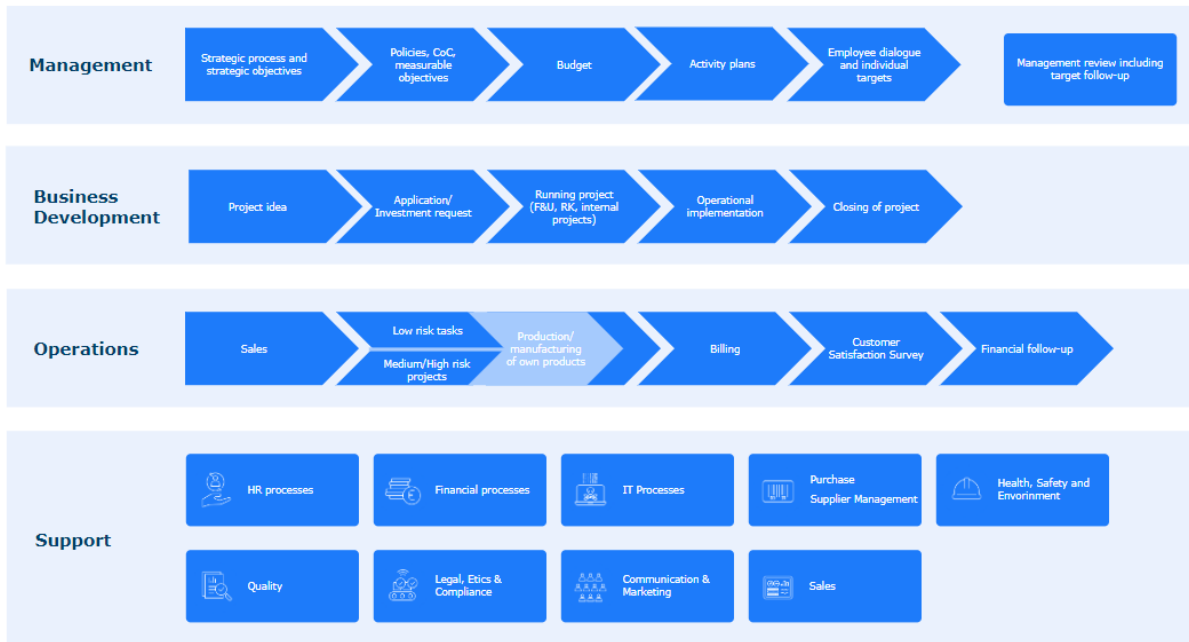 Management
Strategic process and
strategic objectives
Policies, CoC,
measurable
objectives
Budget
Activity plans
Employee dialogue
and individual
targets
Management review including
target follow-up
Business
Development
Project idea
Application/
Investment request
Running project
(F&U, RK, internal
projects)
Operational
implementation
Closing of project
Operations
Sales
Low risk tasks
Medium/High risk
projects
Production/
manufacturing
of own products
Billing
Customer
Satisfaction Survey
Financial follow-up
Support
HR processes
Financial processes
IT Processes
Purchase
Supplier Management
Health, Safety and
Envorinment
Quality
Legal, Etics &
Compliance
Communication &
Marketing
Sales